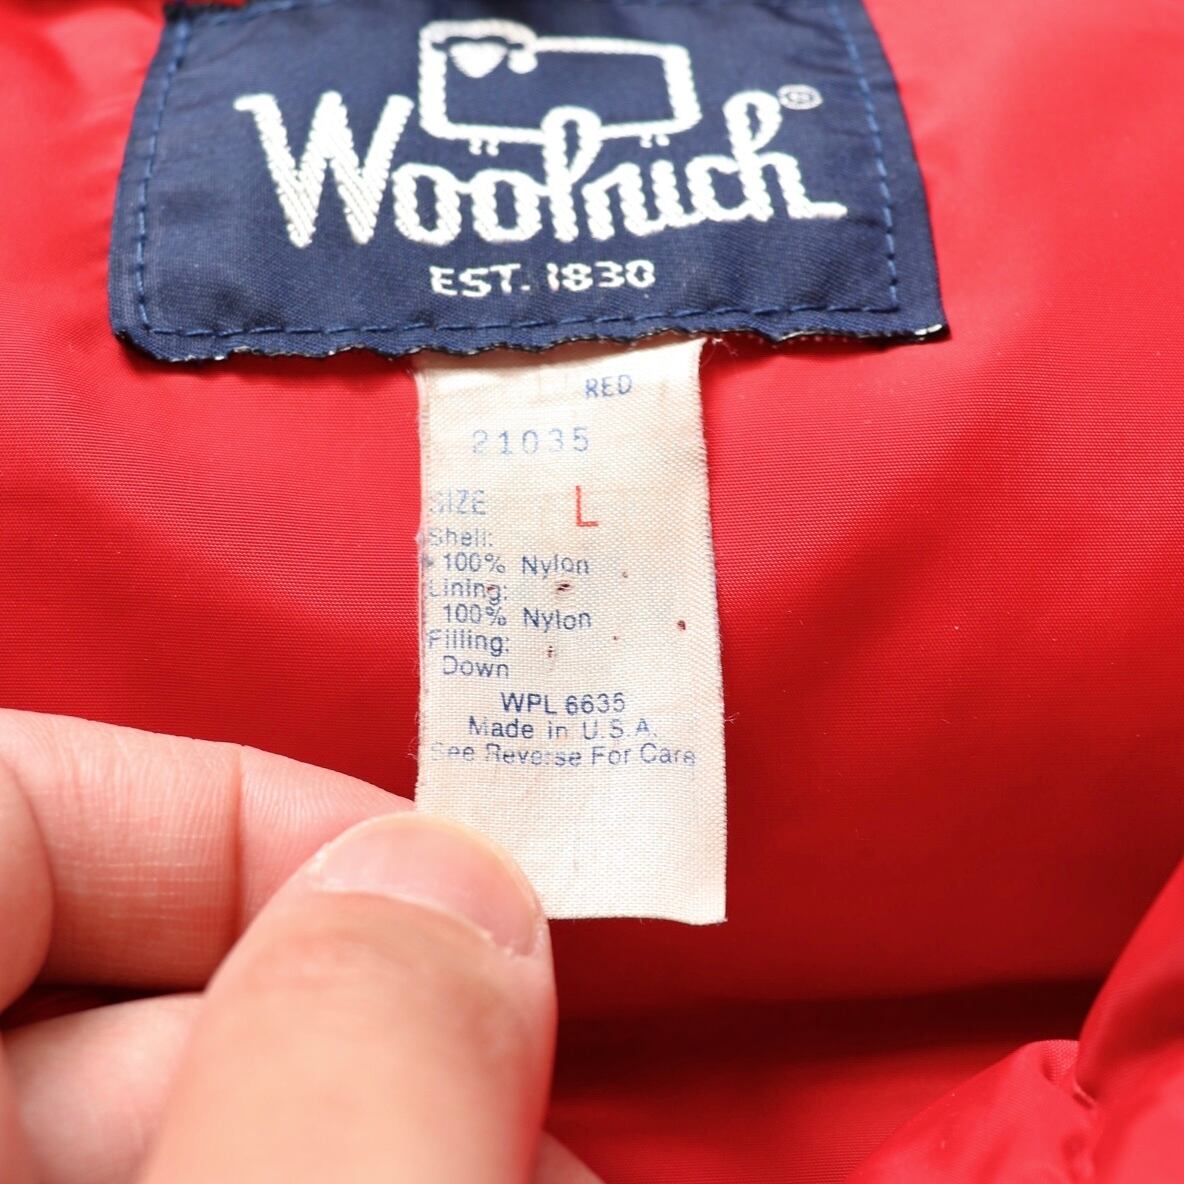 Woolrich®
EST. 1830
RED
21035
SIZE L
Shell:
100% Nylon
Lining:
100% Nylon
Filling:
Down
WPL 6635
Made in U.S.A.
See Reverse For Care